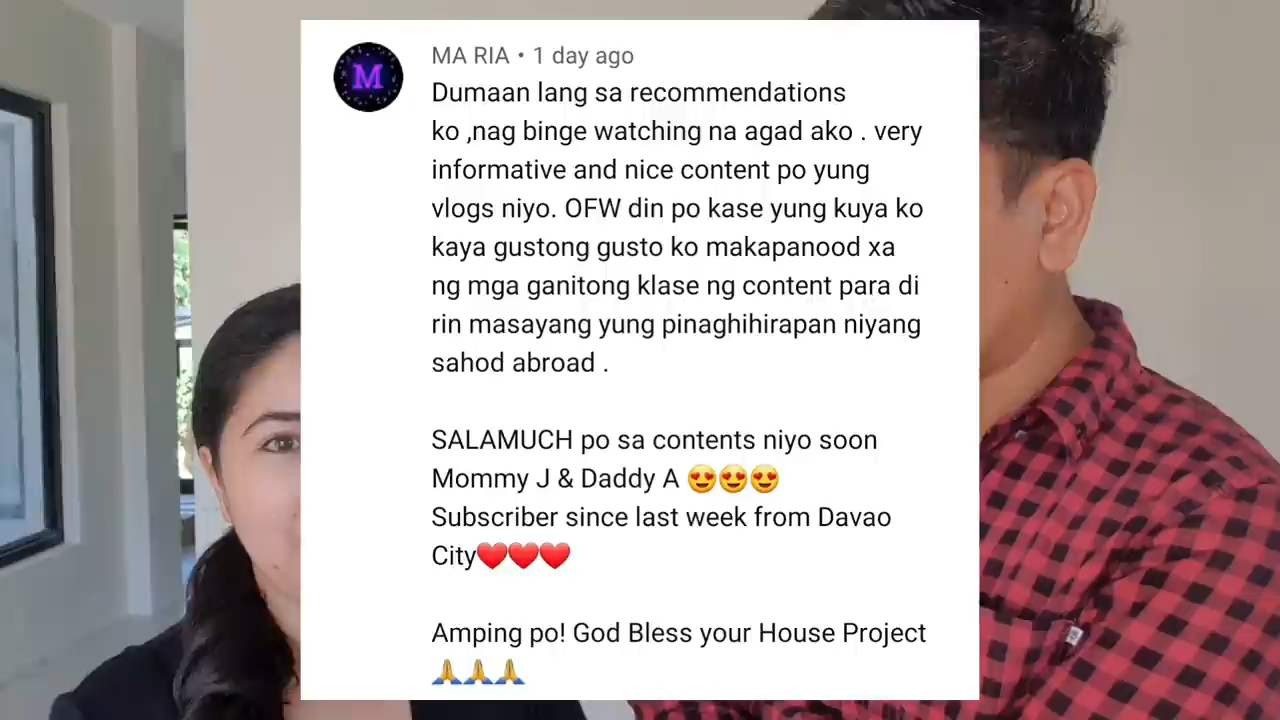 M
MA RIA • 1 day ago
Dumaan lang sa recommendations
ko ,nag binge watching na agad ako . very
informative and nice content po yung
vlogs niyo. OFW din po kase yung kuya ko
kaya gustong gusto ko makapanood xa
ng mga ganitong klase ng content para di
rin masayang yung pinaghihirapan niyang
sahod abroad .
SALAMUCH po sa contents niyo soon
Mommy J & Daddy A 😍😍😍
Subscriber since last week from Davao
City❤️❤️❤️
Amping po! God Bless your House Project
🙏🙏🙏